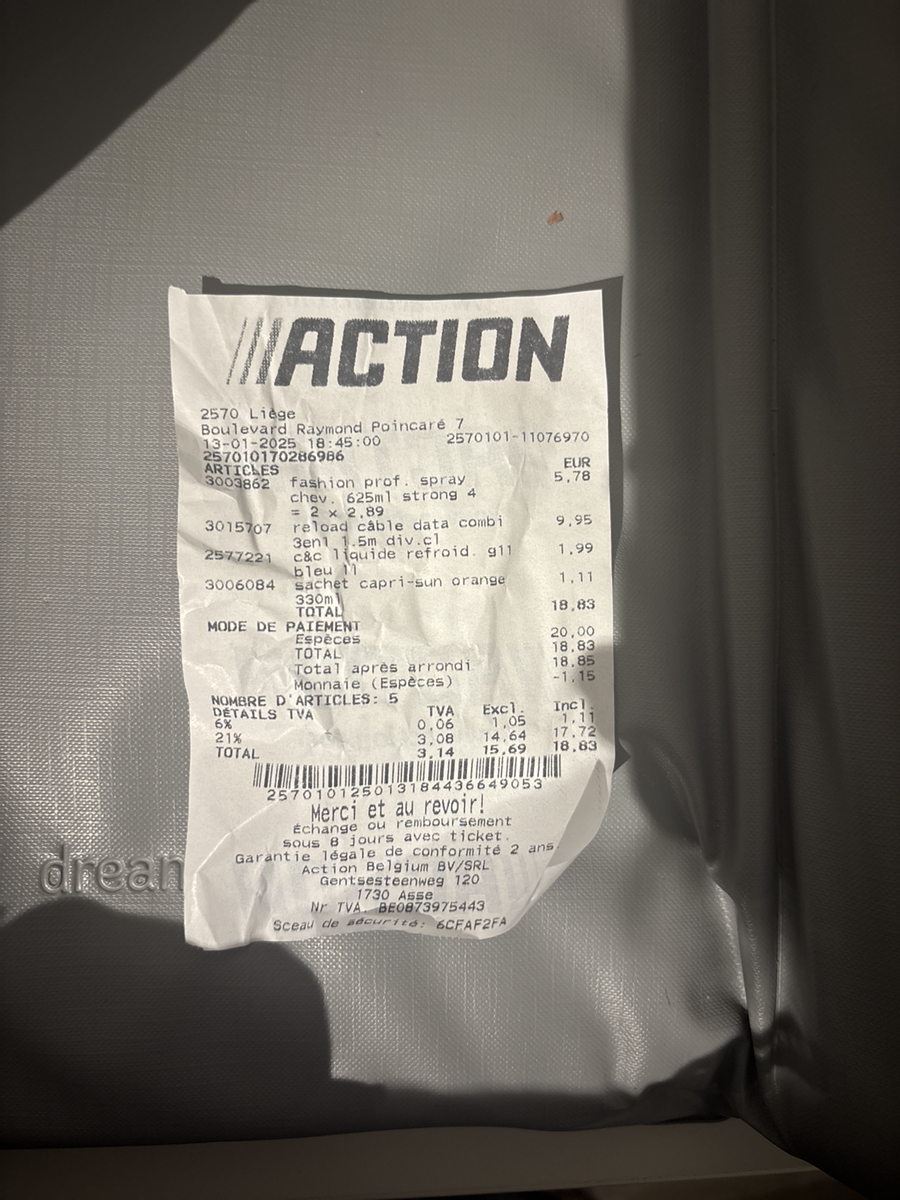 ACTION
2570 Liège
Boulevard Raymond Poincaré 7
13-01-2025 18:45:00 2570101-11076970
257010170286986
ARTICLES EUR
3003862 fashion prof. spray 5,78
chev. 625ml strong 4
= 2 x 2,89
3015707 reload câble data combi 9,95
3en1 1.5m div.cl
2577221 c&c liquide refroid. g11 1,99
bleu 1l
3006084 sachet capri-sun orange 1,11
330ml
TOTAL 18,83
MODE DE PAIEMENT
Espèces 20,00
TOTAL 18,83
Total après arrondi 18,85
Monnaie (Espèces) -1,15
NOMBRE D'ARTICLES: 5
DÉTAILS TVA TVA Excl. Incl.
6% 0,06 1,05 1,11
21% 3,08 14,64 17,72
TOTAL 3,14 15,69 18,83
257010125013184436649053
Merci et au revoir!
Échange ou remboursement
sous 8 jours avec ticket.
Garantie légale de conformité 2 ans.
Action Belgium BV/SRL
Gentsesteenweg 120
1730 Asse
Nr TVA. BE0873975443
Sceau de sécurité: 6CFAF2FA